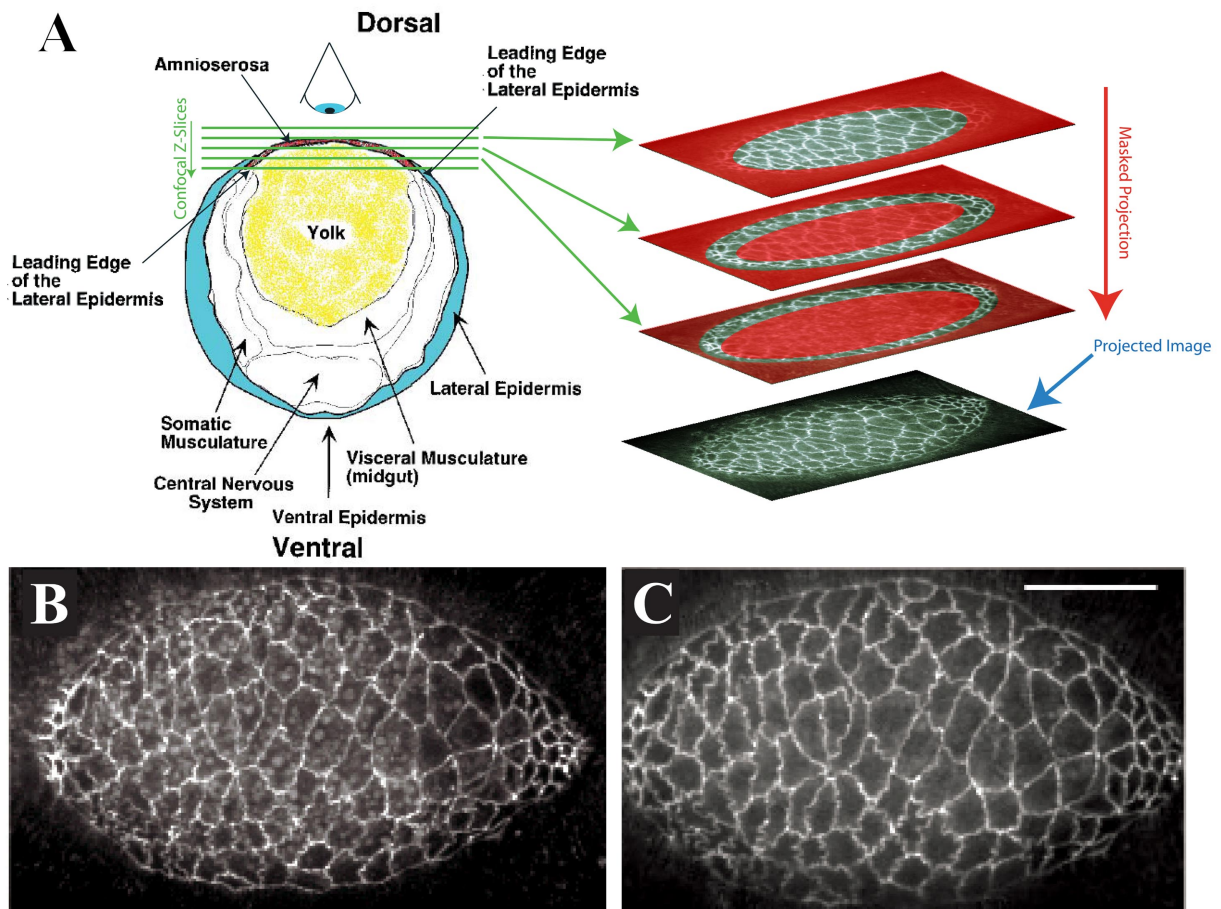 A
Dorsal
Amnioserosa
Leading Edge
of the
Lateral Epidermis
Confocal Z-Slices
Masked Projection
Yolk
Leading Edge
of the
Lateral Epidermis
Projected Image
Lateral Epidermis
Somatic
Musculature
Visceral Musculature
(midgut)
Central Nervous
System
Ventral Epidermis
Ventral
B
C